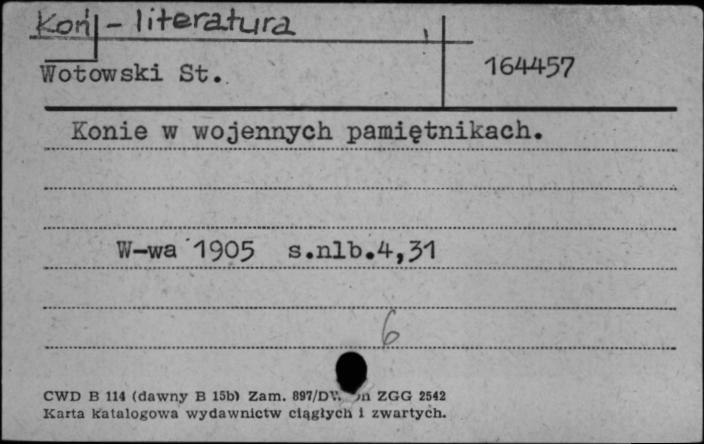 Koń - literatura
Wotowski St.
164457
Konie w wojennych pamiętnikach.
W-wa 1905 s.nlb.4,31
6
CWD B 114 (dawny B 15b) Zam. 897/DW ZGG 2542
Karta katalogowa wydawnictw ciągłych i zwartych.